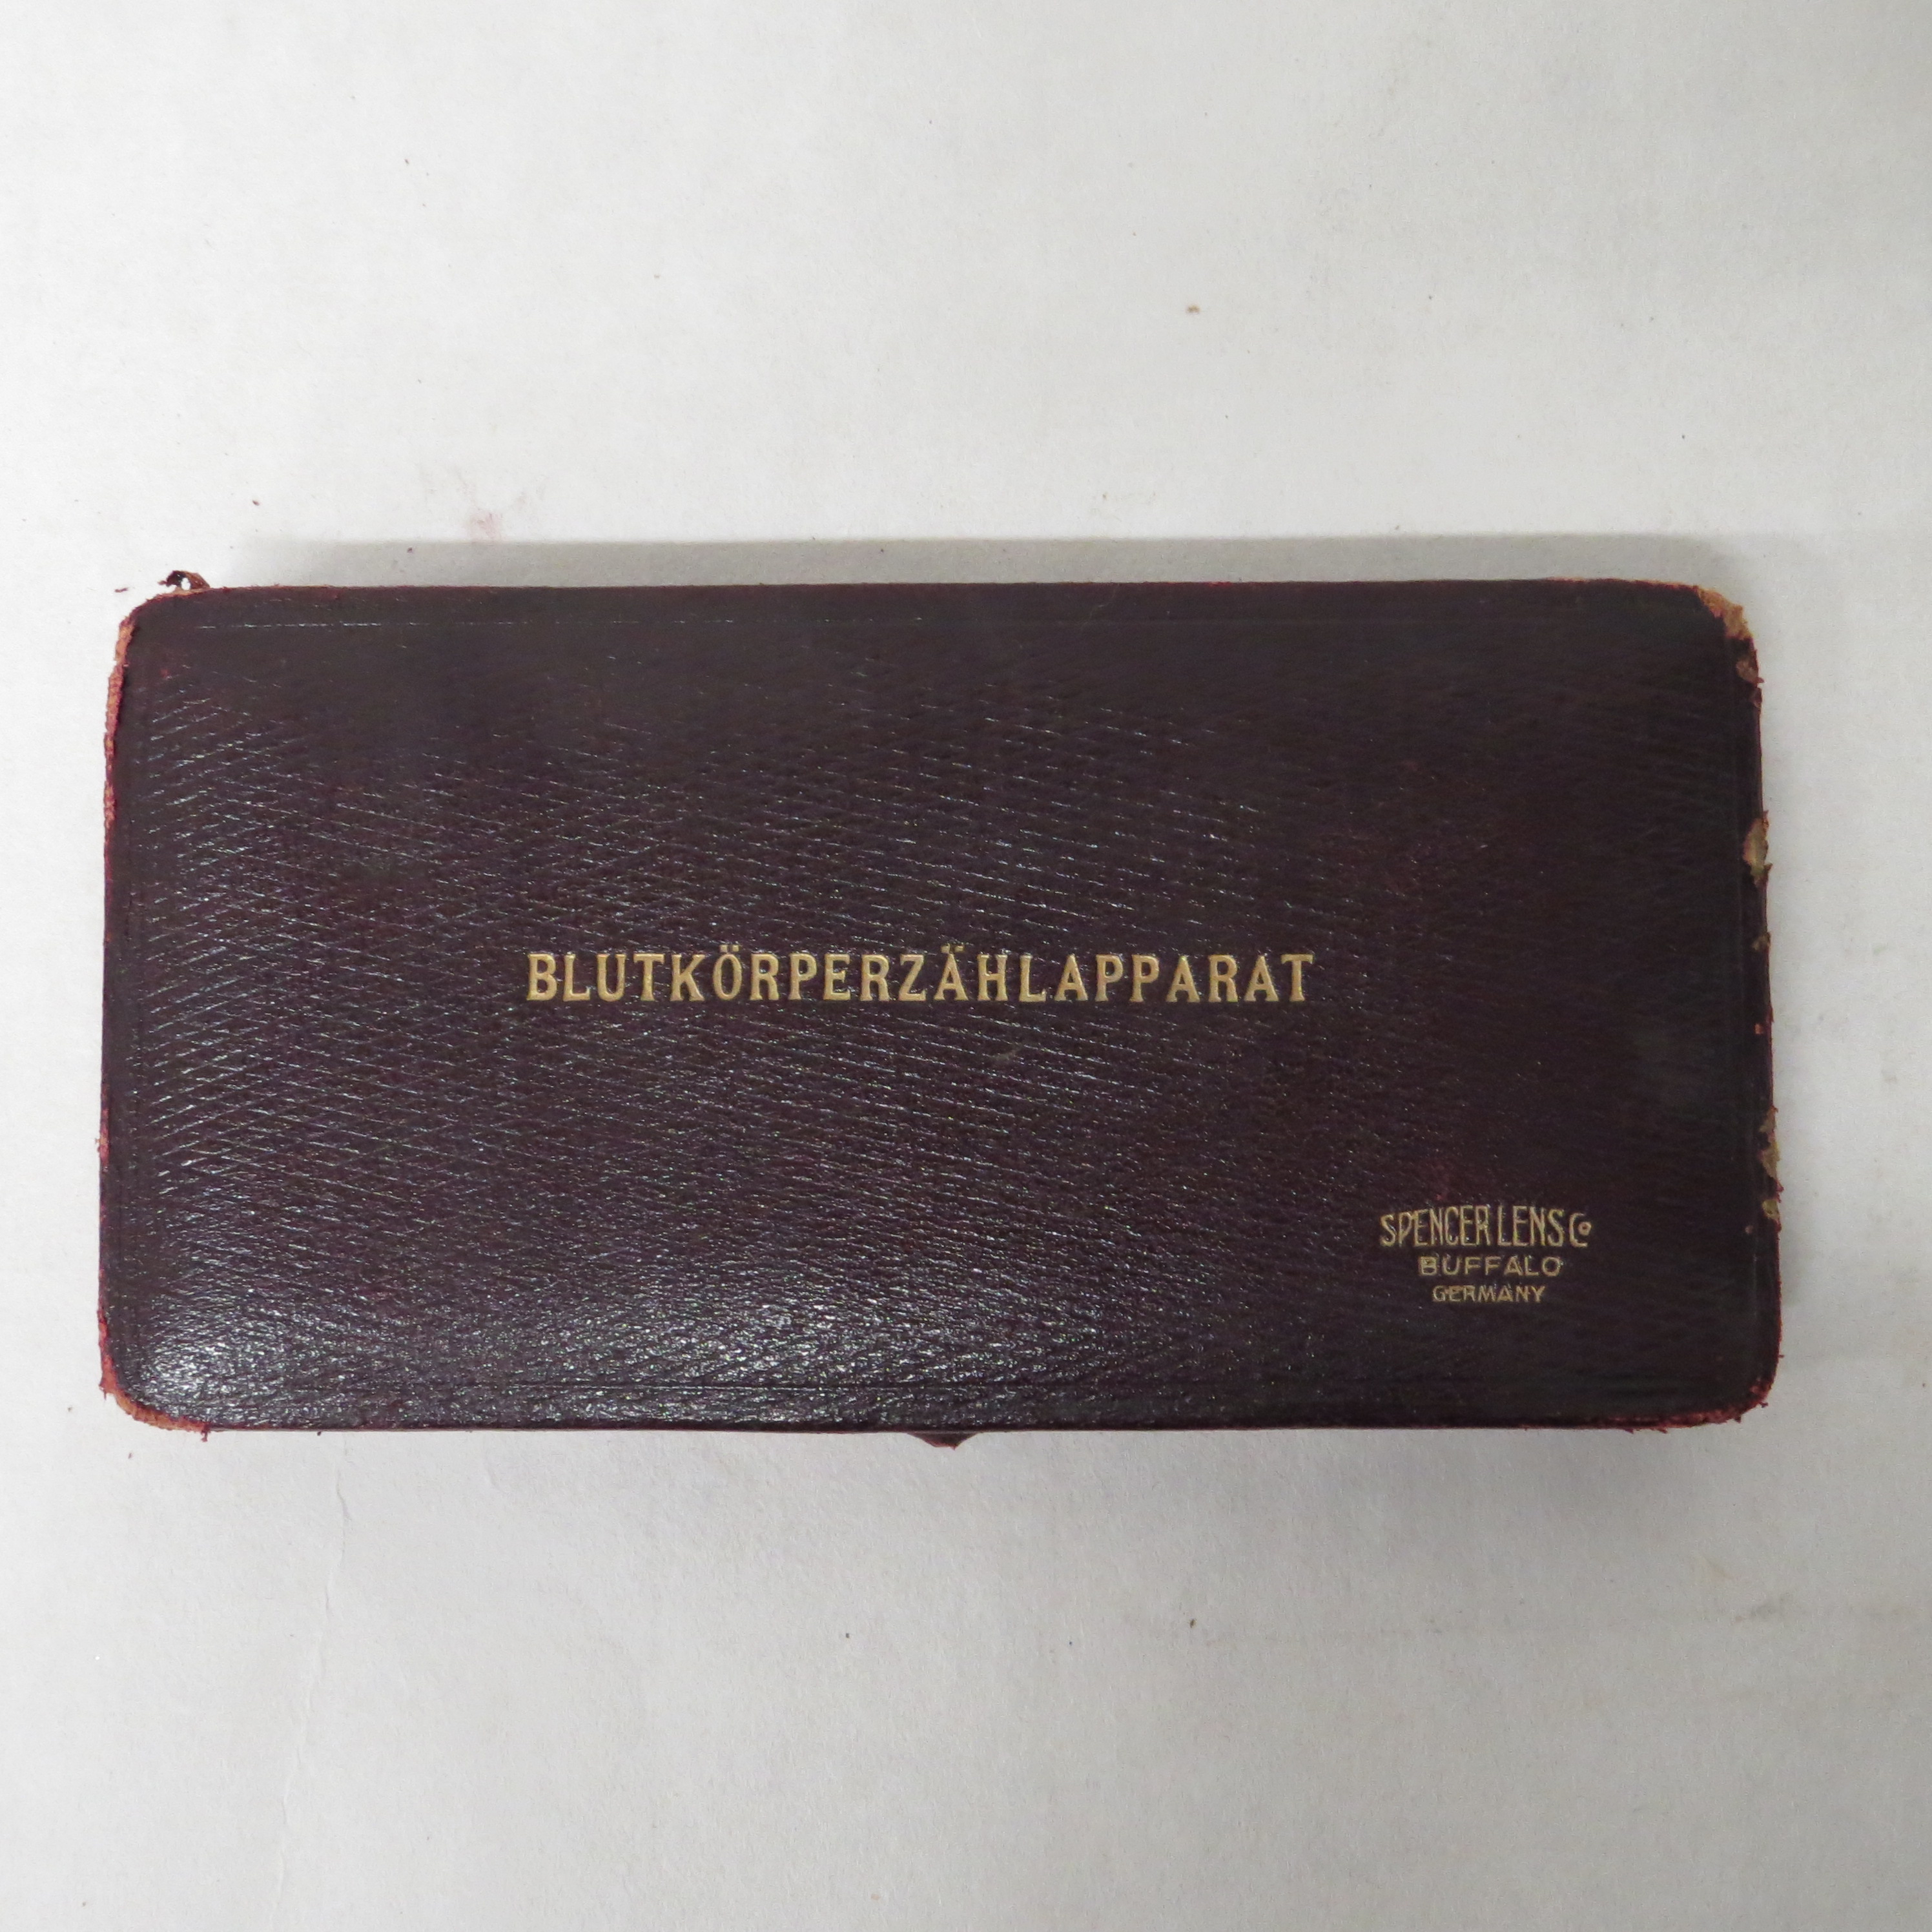 BLUTKÖRPERZÄHLAPPARAT
SPENCER LENS Co
BUFFALO
GERMANY